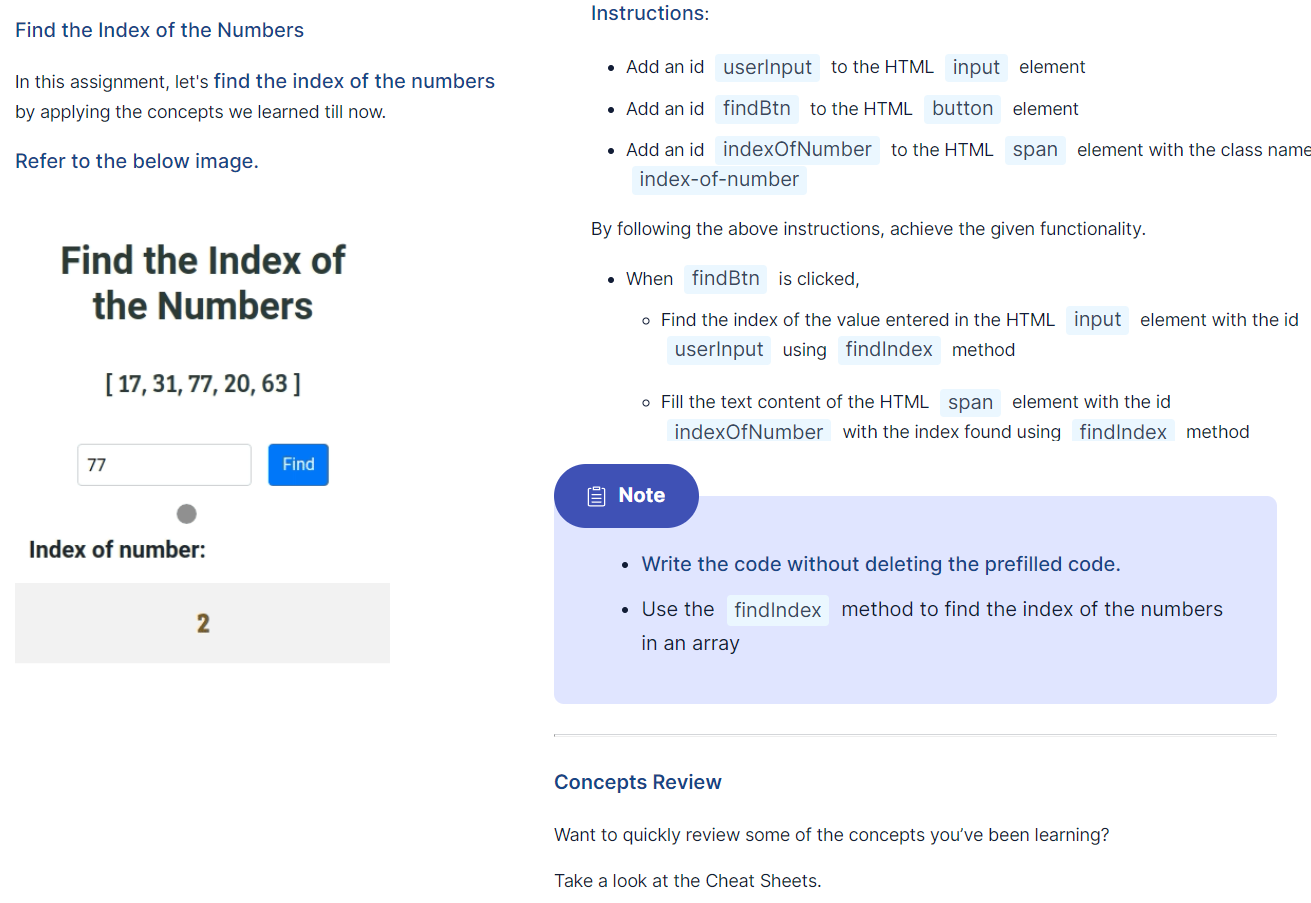 Find the Index of the Numbers
In this assignment, let's find the index of the numbers
by applying the concepts we learned till now.
Refer to the below image.
Find the Index of
the Numbers
[ 17, 31, 77, 20, 63 ]
77
Find
Index of number:
2
Instructions:
• Add an id userInput to the HTML input element
• Add an id findBtn to the HTML button element
• Add an id indexOfNumber to the HTML span element with the class name
index-of-number
By following the above instructions, achieve the given functionality.
• When findBtn is clicked,
◦ Find the index of the value entered in the HTML input element with the id
userInput using findIndex method
◦ Fill the text content of the HTML span element with the id
indexOfNumber with the index found using findIndex method
Note
• Write the code without deleting the prefilled code.
• Use the findIndex method to find the index of the numbers
in an array
Concepts Review
Want to quickly review some of the concepts you’ve been learning?
Take a look at the Cheat Sheets.